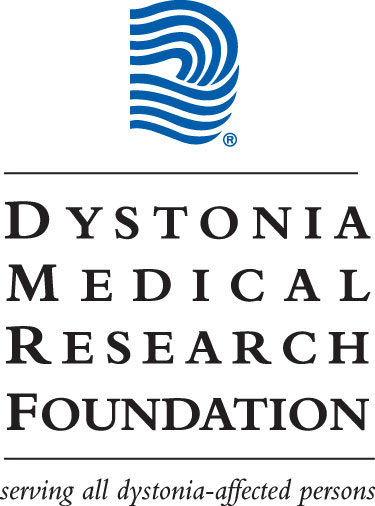 ®
DYSTONIA
MEDICAL
RESEARCH
FOUNDATION
serving all dystonia-affected persons